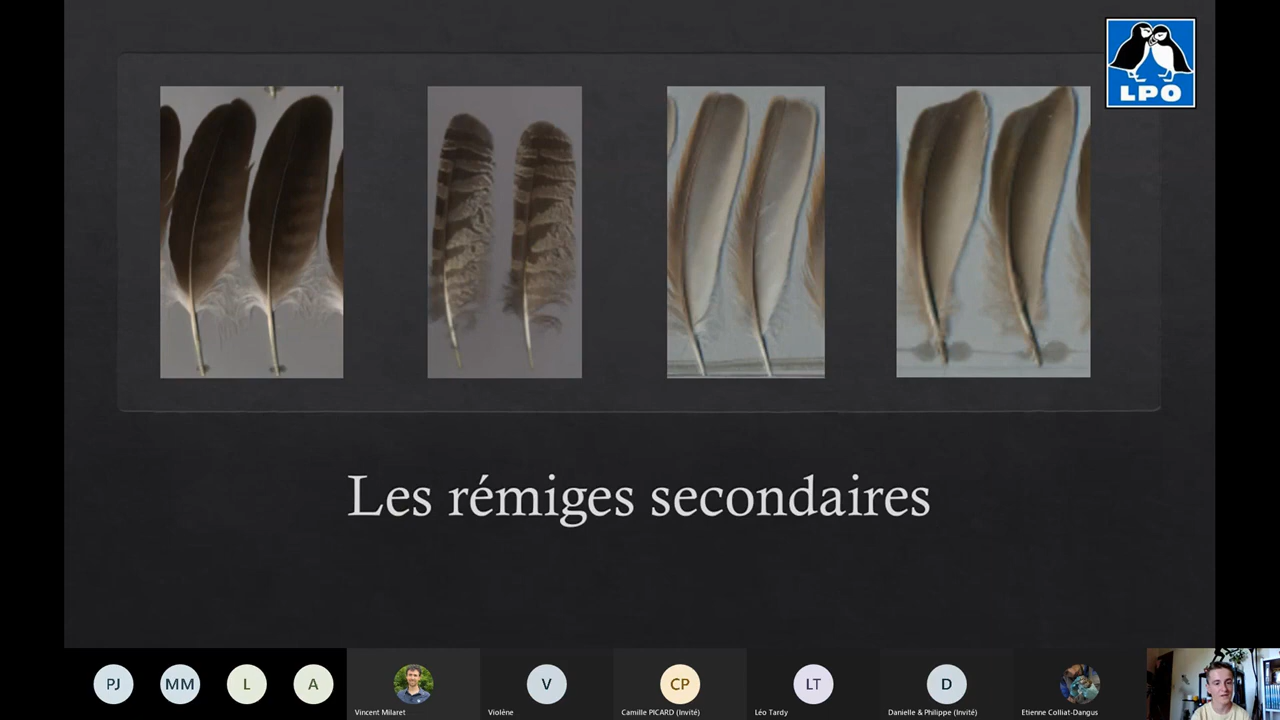 LPO
Les rémiges secondaires
PJ
MM
L
A
V
CP
LT
D
Vincent Milaret
Violène
Camille PICARD (Invité)
Léo Tardy
Danielle & Philippe (Invité)
Etienne Colliat-Dangus